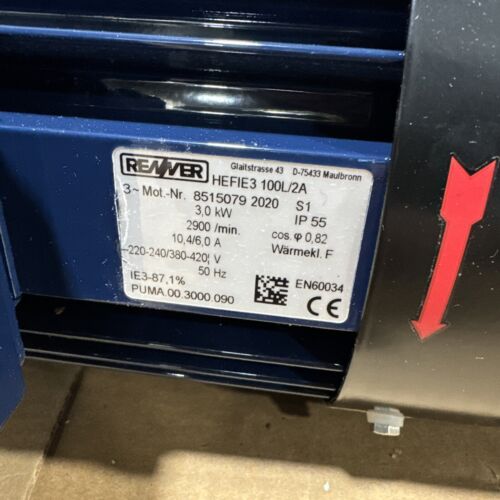 REMMER
Glaitstrasse 43 D-75433 Maulbronn
HEFIE3 100L/2A
3~Mot.-Nr. 8515079 2020 S1
3,0 kW IP 55
2900 /min. cos. φ 0,82
10,4/6,0 A Wärmekl. F
~220-240/380-420 V
50 Hz
IE3-87,1% EN60034
PUMA.00.3000.090 CE